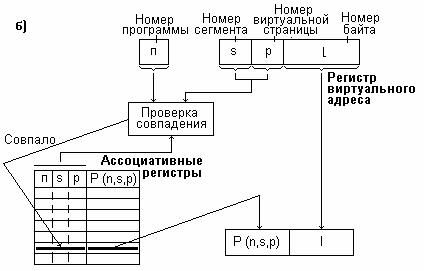 б)
Номер программы
Номер сегмента
Номер виртуальной страницы
Номер байта
n s p l
Регистр виртуального адреса
Проверка совпадения
Совпало
Ассоциативные регистры
n s p P (n,s,p)
P (n,s,p) l